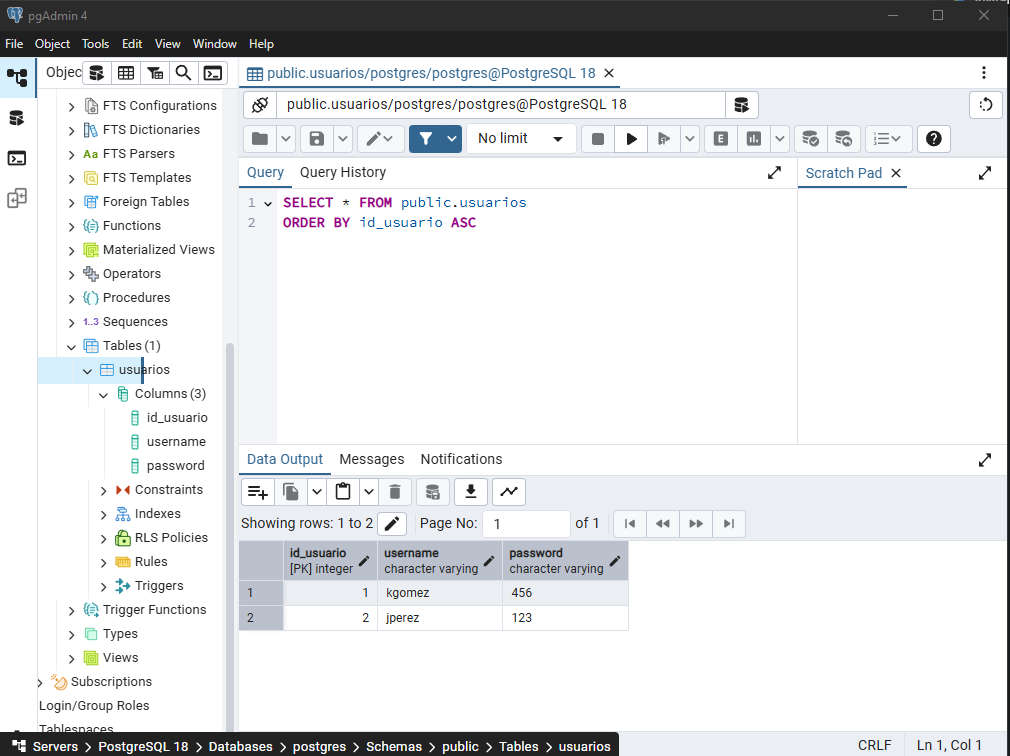 pgAdmin 4
File Object Tools Edit View Window Help
Objec
public.usuarios/postgres/postgres@PostgreSQL 18
public.usuarios/postgres/postgres@PostgreSQL 18
No limit
E
Query Query History
Scratch Pad
1 SELECT * FROM public.usuarios
2 ORDER BY id_usuario ASC
FTS Configurations
FTS Dictionaries
Aa FTS Parsers
FTS Templates
Foreign Tables
Functions
Materialized Views
Operators
Procedures
1..3 Sequences
Tables (1)
usuarios
Columns (3)
id_usuario
username
password
Constraints
Indexes
RLS Policies
Rules
Triggers
Trigger Functions
Types
Views
Subscriptions
Login/Group Roles
Tablespaces
Data Output Messages Notifications
Showing rows: 1 to 2 Page No: 1 of 1
id_usuario username password
[PK] integer character varying character varying
1 1 kgomez 456
2 2 jperez 123
Servers > PostgreSQL 18 > Databases > postgres > Schemas > public > Tables > usuarios
CRLF Ln 1, Col 1